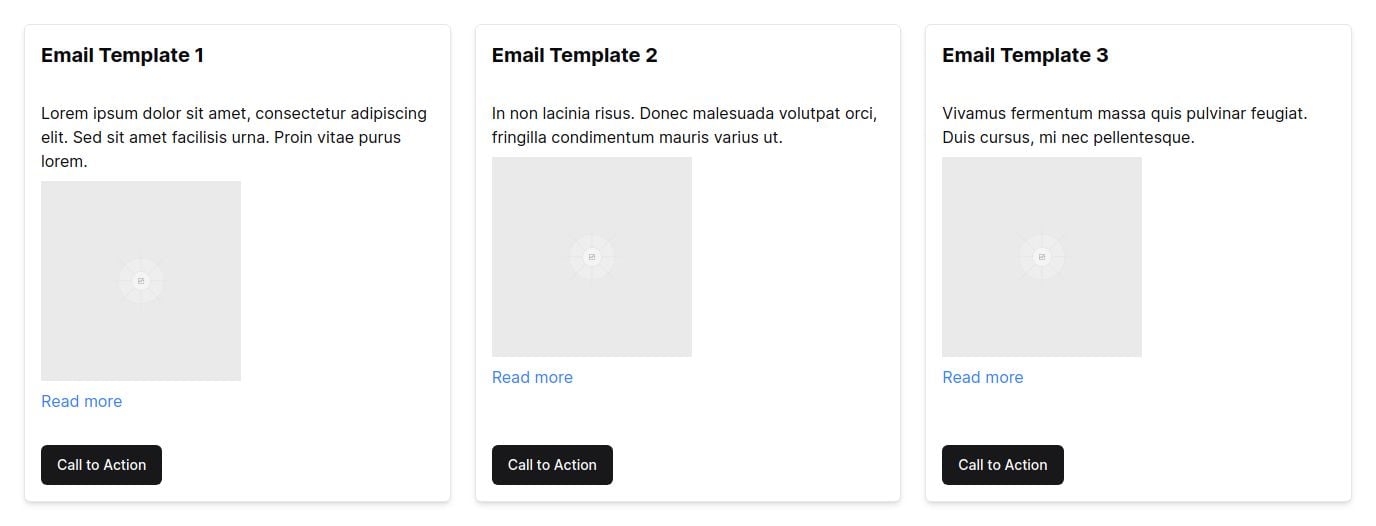 Email Template 1
Lorem ipsum dolor sit amet, consectetur adipiscing
elit. Sed sit amet facilisis urna. Proin vitae purus
lorem.
Read more
Call to Action
Email Template 2
In non lacinia risus. Donec malesuada volutpat orci,
fringilla condimentum mauris varius ut.
Read more
Call to Action
Email Template 3
Vivamus fermentum massa quis pulvinar feugiat.
Duis cursus, mi nec pellentesque.
Read more
Call to Action